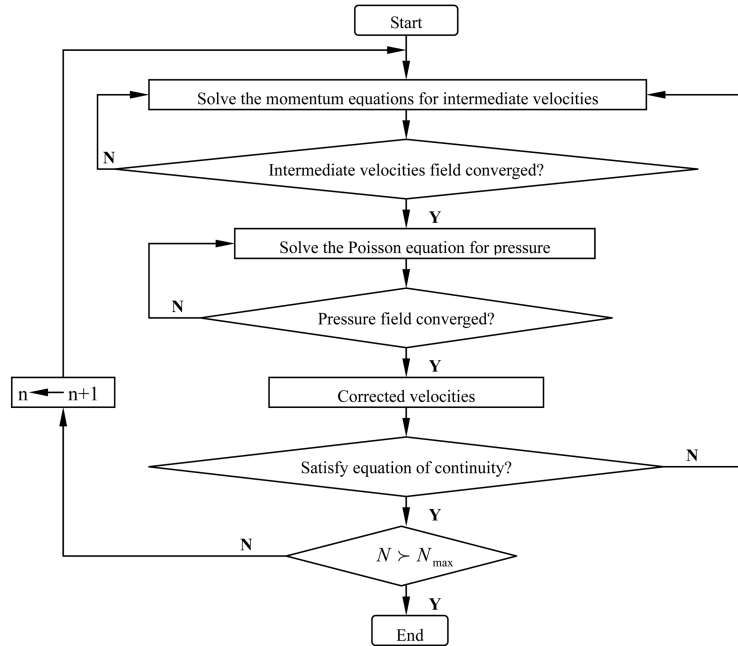 Start
Solve the momentum equations for intermediate velocities
N
Intermediate velocities field converged?
Y
Solve the Poisson equation for pressure
N
Pressure field converged?
Y
n ← n+1
Corrected velocities
Satisfy equation of continuity?
N
Y
N
N ≻ N_max
Y
End